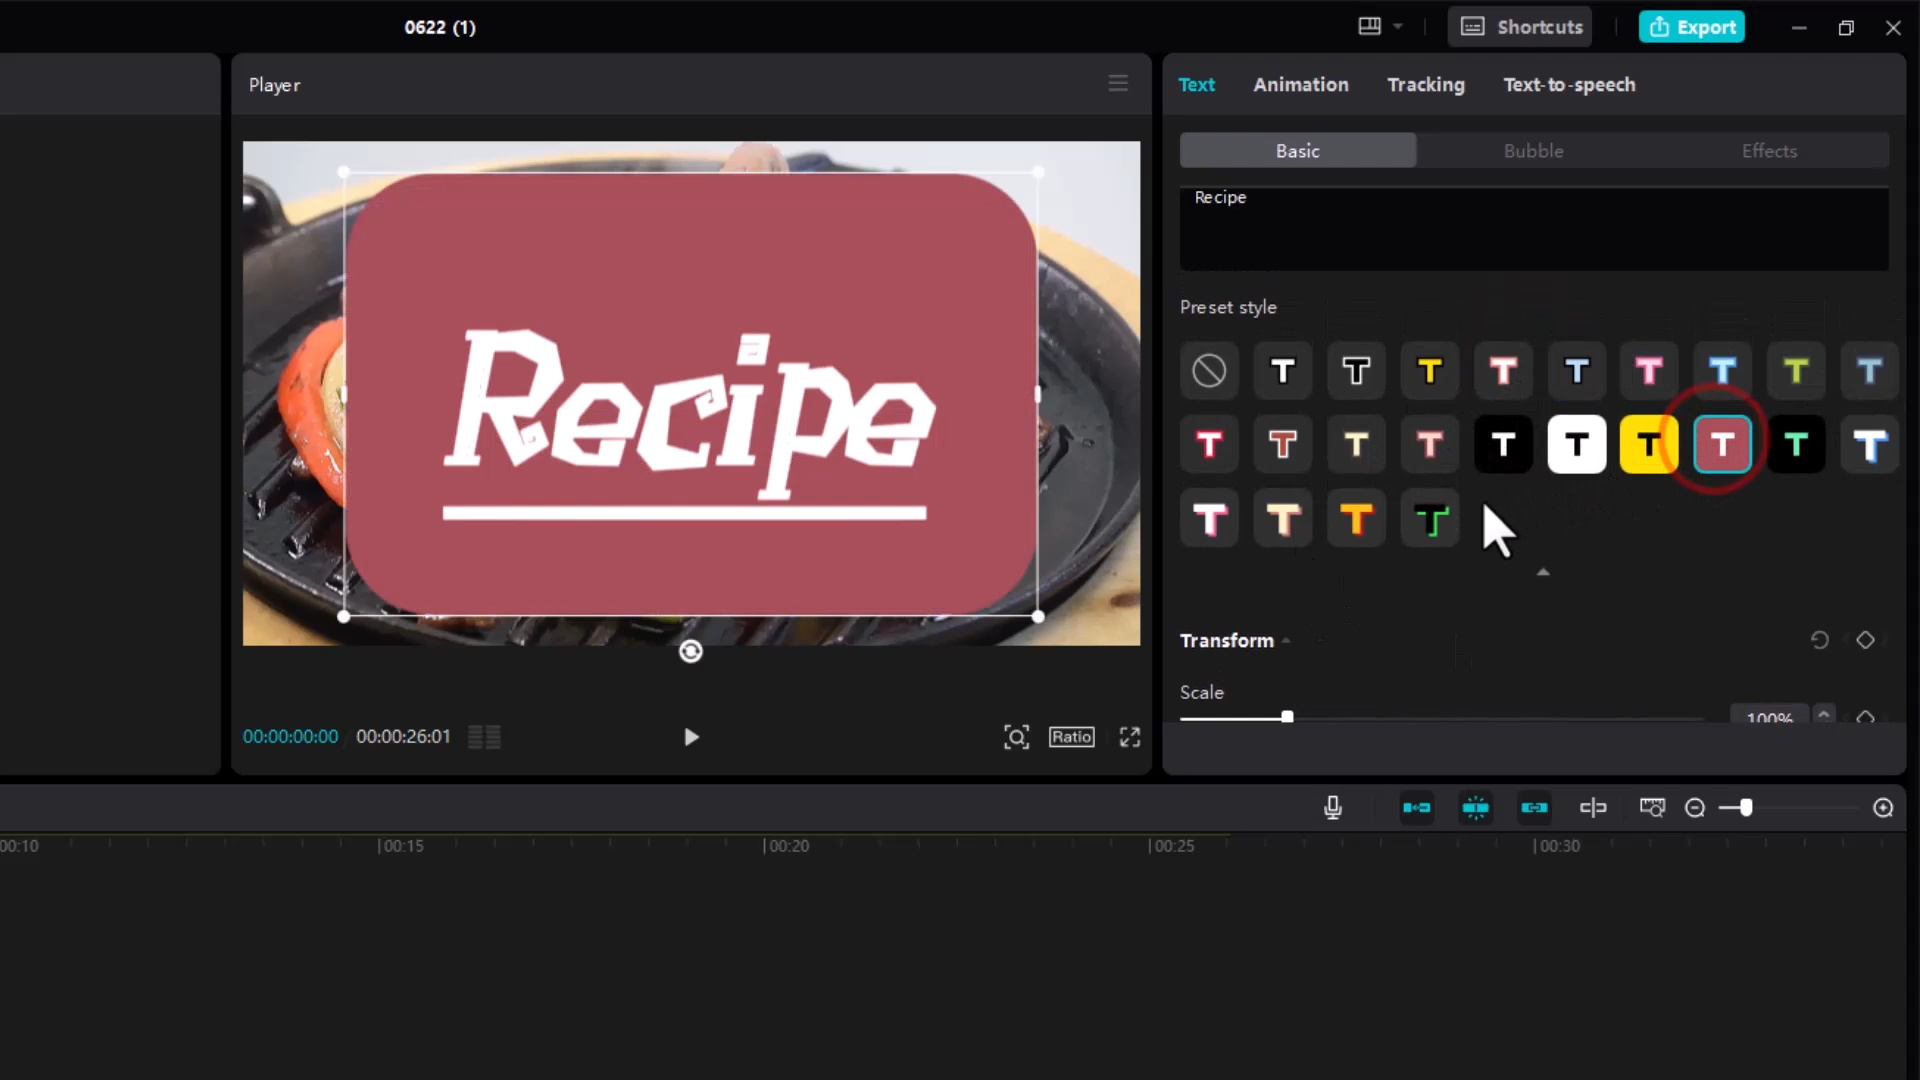 0622 (1)
Shortcuts
Export
Player
Text
Animation
Tracking
Text-to-speech
Basic
Bubble
Effects
Recipe
Preset style
T T T T T T T T T
T T T T T T T T T T
T T T T
Recipe
Transform
Scale
100%
00:00:00:00
00:00:26:01
Ratio
00:10
00:15
00:20
00:25
00:30